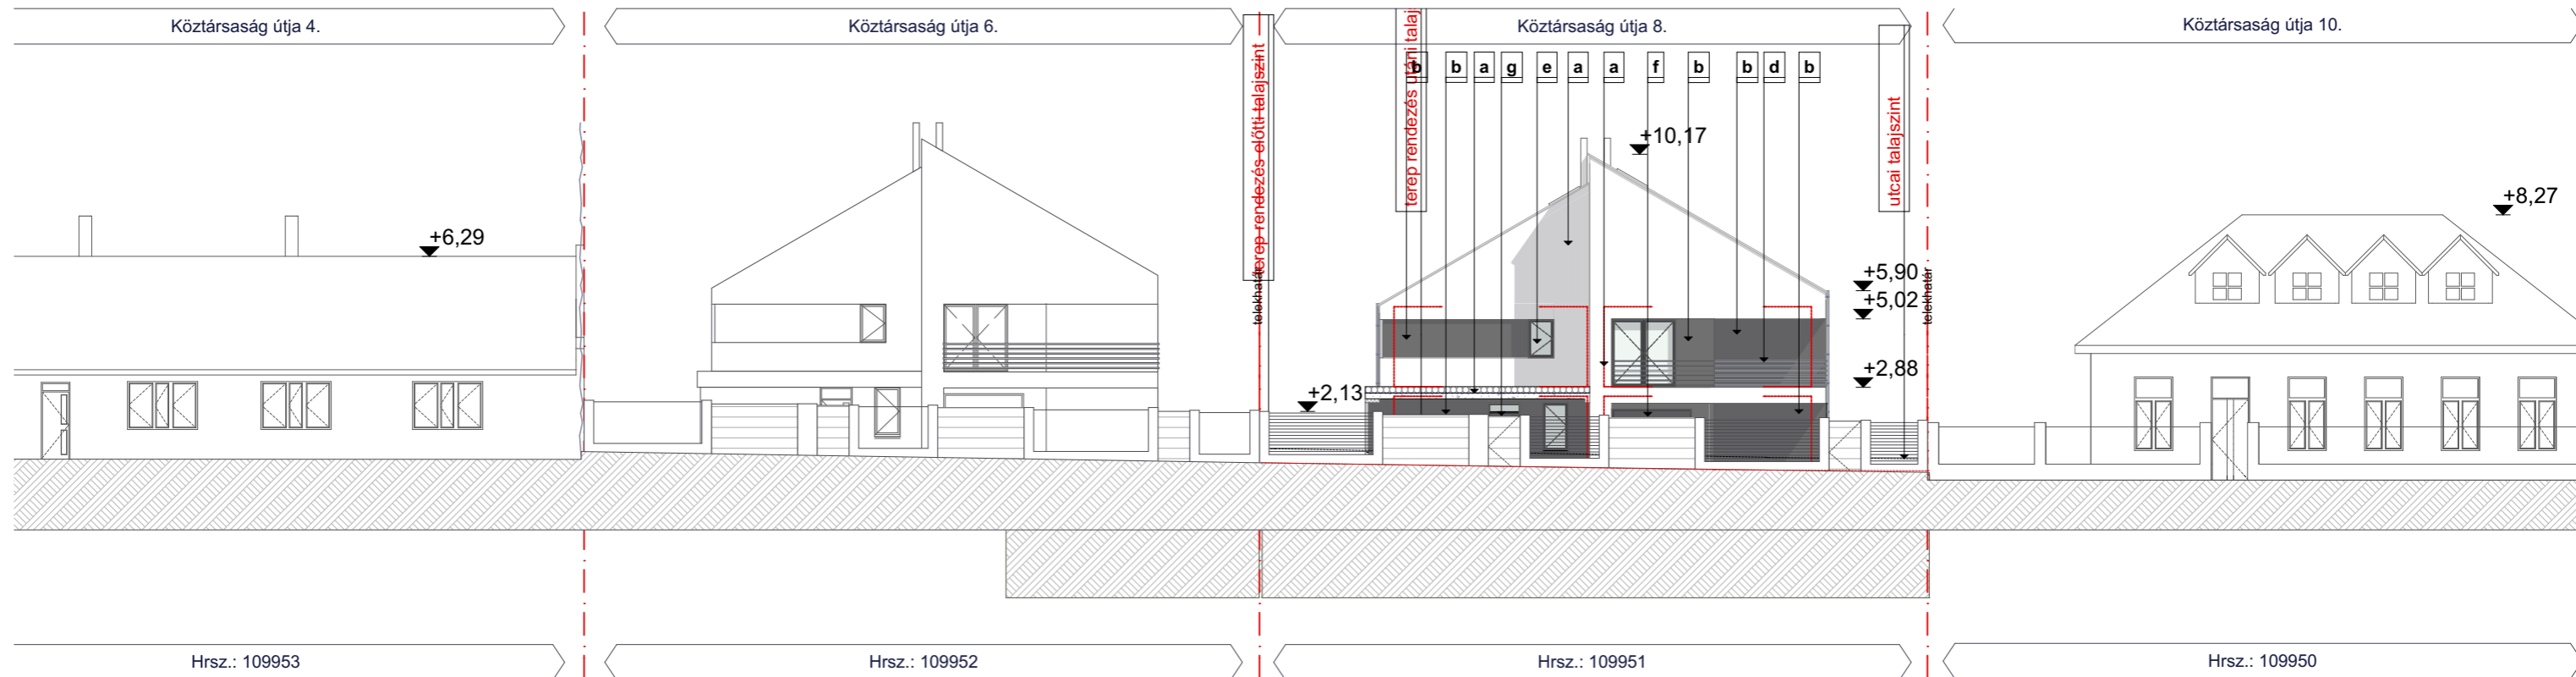 Köztársaság útja 4.
Köztársaság útja 6.
Köztársaság útja 8.
Köztársaság útja 10.
terep rendezés előtti talajszint
terep rendezés utáni talaj
utcai talajszint
b b a g e a a f b b d b
+10,17
+8,27
+6,29
+5,90
+5,02
+2,88
+2,13
telekhatár
telekhatár
Hrsz.: 109953
Hrsz.: 109952
Hrsz.: 109951
Hrsz.: 109950